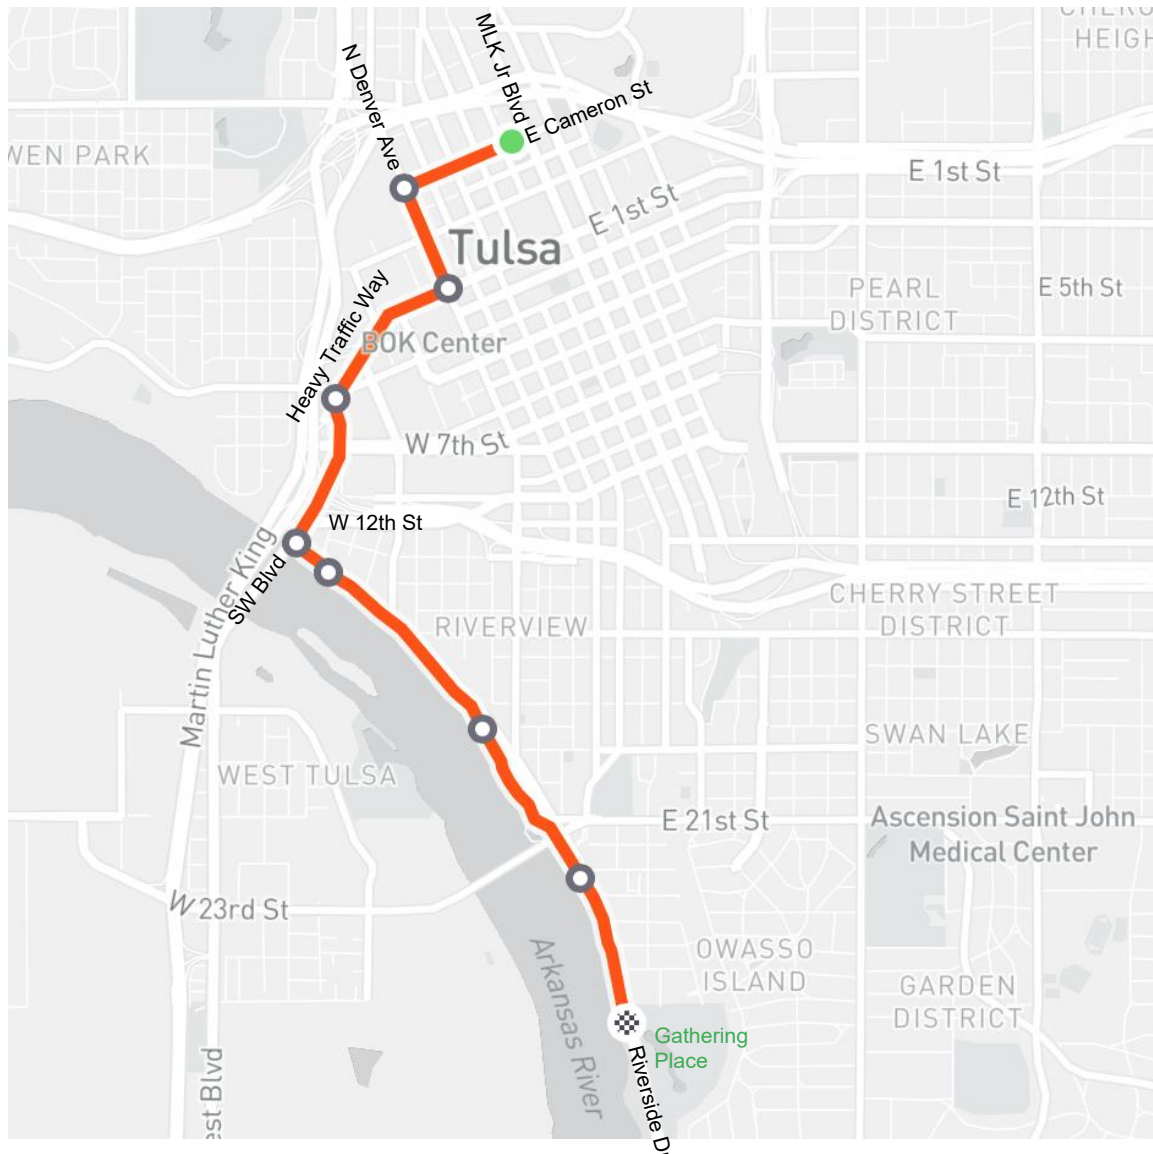 CHERO
HEIGH
MLK Jr Blvd
N Denver Ave
E Cameron St
WEN PARK
E 1st St
E 1st St
Tulsa
Heavy Traffic Way
PEARL
DISTRICT
E 5th St
BOK Center
W 7th St
E 12th St
W 12th St
Martin Luther King
SW Blvd
CHERRY STREET
DISTRICT
RIVERVIEW
SWAN LAKE
WEST TULSA
E 21st St
Ascension Saint John
Medical Center
W 23rd St
OWASSO
ISLAND
Arkansas River
GARDEN
DISTRICT
Gathering
Place
Riverside D
est Blvd